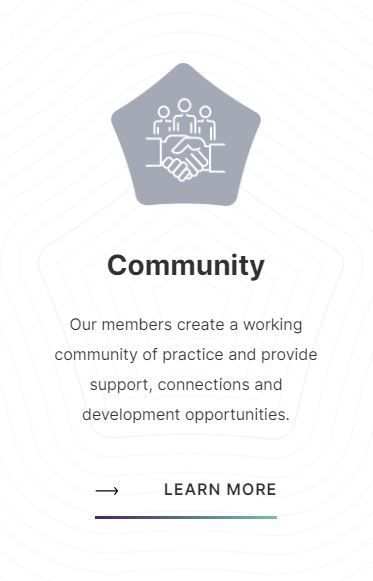 Community
Our members create a working
community of practice and provide
support, connections and
development opportunities.
LEARN MORE